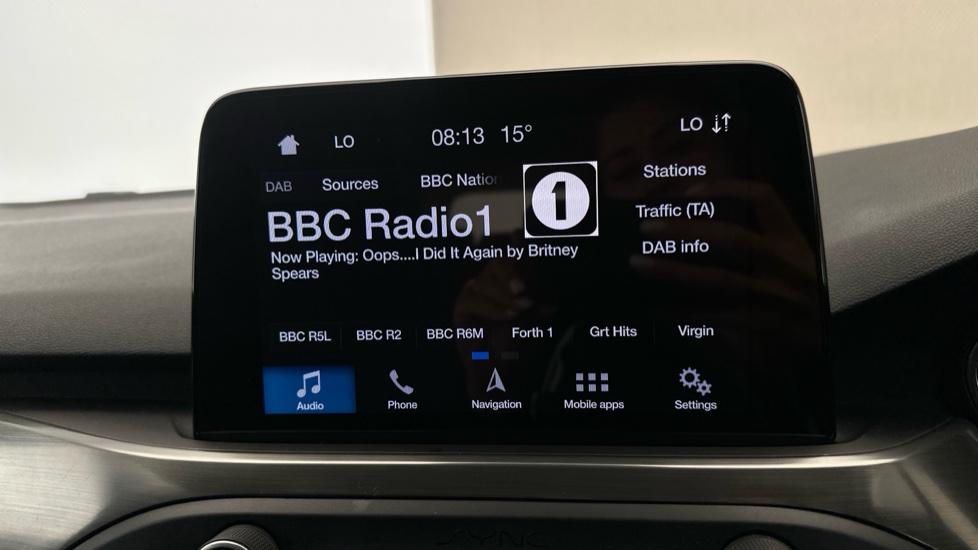 LO 08:13 15° LO
DAB Sources BBC Natio
1
Stations
BBC Radio1
Traffic (TA)
Now Playing: Oops....I Did It Again by Britney
Spears
DAB info
BBC R5L BBC R2 BBC R6M Forth 1 Grt Hits Virgin
Audio Phone Navigation Mobile apps Settings
SYNC